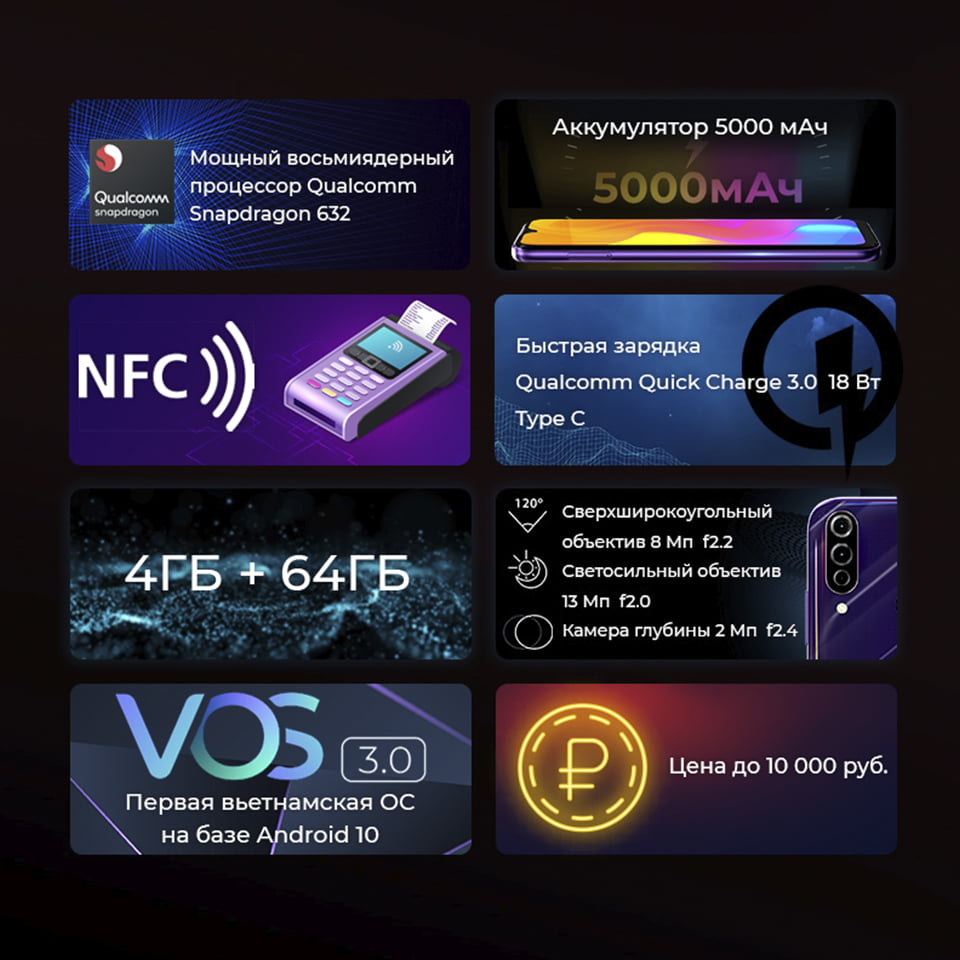 Qualcomm
snapdragon
Мощный восьмиядерный
процессор Qualcomm
Snapdragon 632
Аккумулятор 5000 мАч
5000мАч
NFC
Быстрая зарядка
Qualcomm Quick Charge 3.0 18 Вт
Type C
4ГБ + 64ГБ
120°
Сверхширокоугольный
объектив 8 Мп f2.2
Светосильный объектив
13 Мп f2.0
Камера глубины 2 Мп f2.4
VOS
3.0
Первая вьетнамская ОС
на базе Android 10
₽
Цена до 10 000 руб.